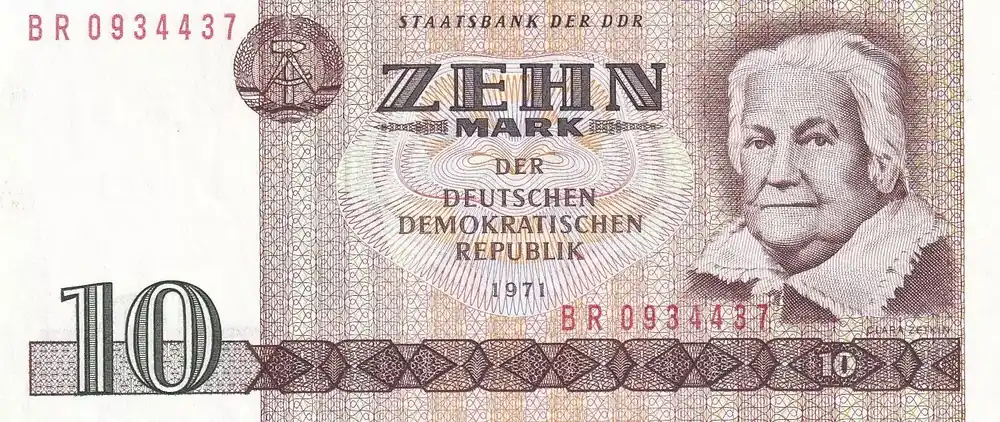 BR 0934437
STAATSBANK DER DDR
ZEHN
MARK
DER
DEUTSCHEN
DEMOKRATISCHEN
REPUBLIK
1971
BR 0934437
CLARA ZETKIN
10
10